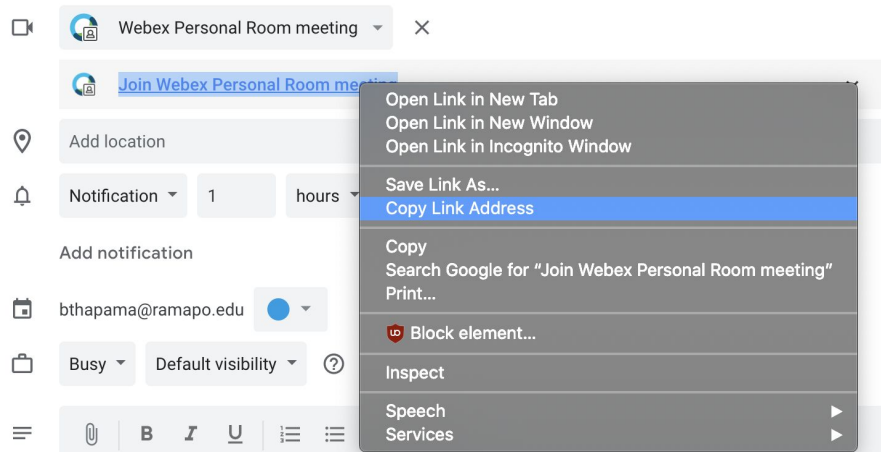 Webex Personal Room meeting
Join Webex Personal Room meeting
Open Link in New Tab
Open Link in New Window
Open Link in Incognito Window
Save Link As...
Copy Link Address
Copy
Search Google for “Join Webex Personal Room meeting”
Print...
Block element...
Inspect
Speech
Services
Add location
Notification 1 hours
Add notification
bthapama@ramapo.edu
Busy Default visibility
B I U